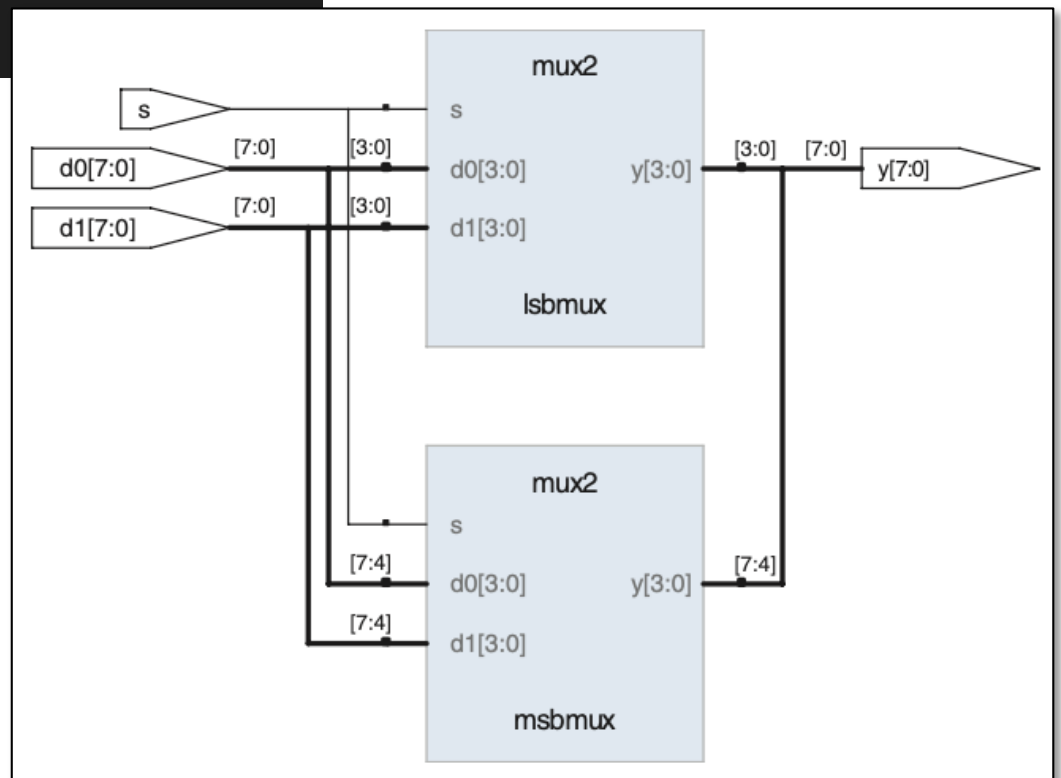 mux2
s
s
[7:0]
[3:0]
d0[7:0]
d0[3:0]
y[3:0]
[3:0]
[7:0]
y[7:0]
[7:0]
[3:0]
d1[7:0]
d1[3:0]
lsbmux
mux2
s
[7:4]
d0[3:0]
y[3:0]
[7:4]
[7:4]
d1[3:0]
msbmux